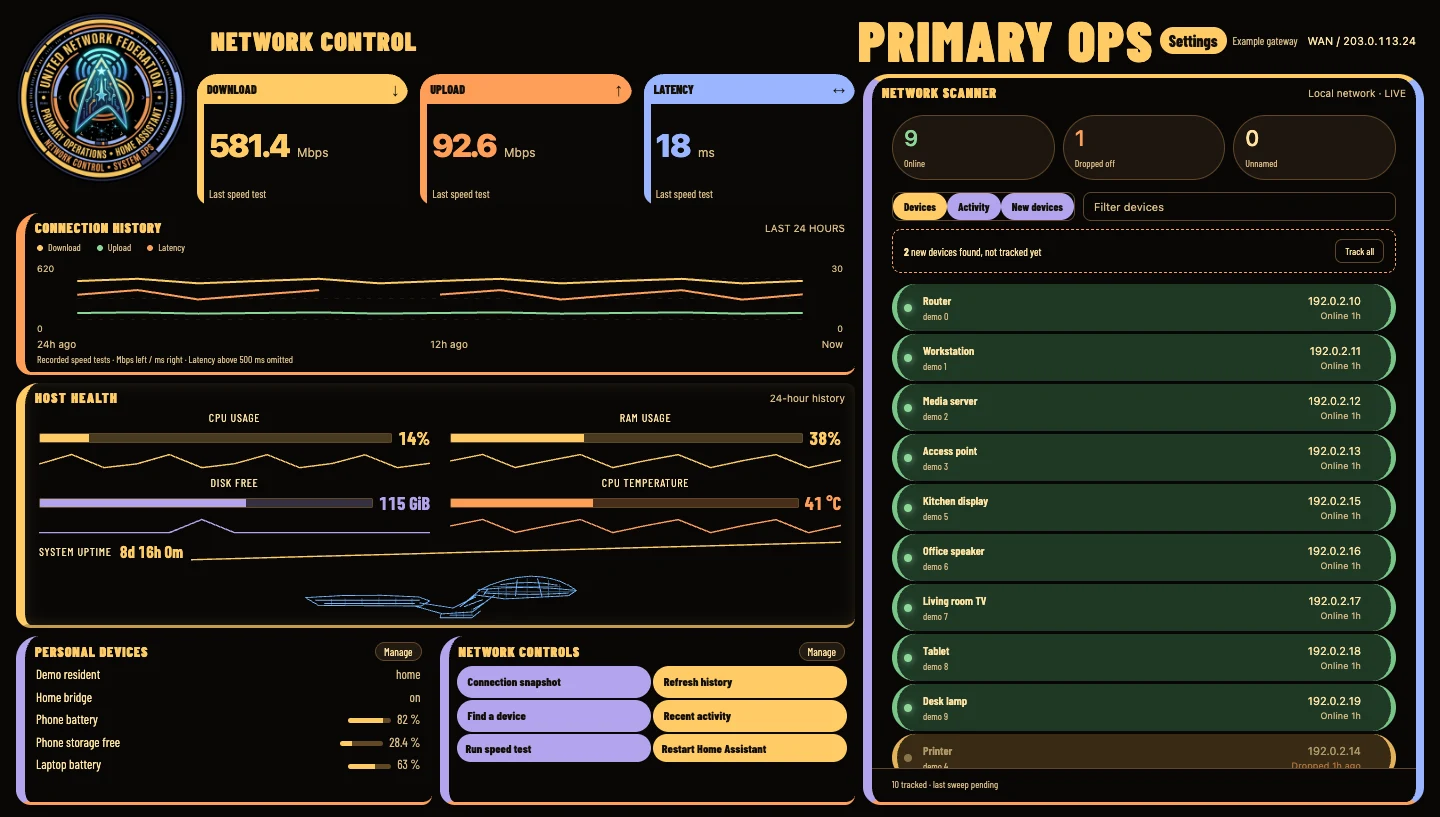 UNITED NETWORK FEDERATION
PRIMARY OPERATIONS • HOME ASSISTANT
NETWORK CONTROL • SYSTEM OPS
NETWORK CONTROL
PRIMARY OPS
Settings
Example gateway
WAN / 203.0.113.24
DOWNLOAD ↓
581.4 Mbps
Last speed test
UPLOAD ↑
92.6 Mbps
Last speed test
LATENCY ↔
18 ms
Last speed test
CONNECTION HISTORY
LAST 24 HOURS
Download
Upload
Latency
620
30
0
0
24h ago
12h ago
Now
Recorded speed tests · Mbps left / ms right · Latency above 500 ms omitted
HOST HEALTH
24-hour history
CPU USAGE
14%
RAM USAGE
38%
DISK FREE
115 GiB
CPU TEMPERATURE
41 °C
SYSTEM UPTIME 8d 16h 0m
PERSONAL DEVICES
Manage
Demo resident home
Home bridge on
Phone battery 82 %
Phone storage free 28.4 %
Laptop battery 63 %
NETWORK CONTROLS
Manage
Connection snapshot
Refresh history
Find a device
Recent activity
Run speed test
Restart Home Assistant
NETWORK SCANNER
Local network · LIVE
9
Online
1
Dropped off
0
Unnamed
Devices
Activity
New devices
Filter devices
2 new devices found, not tracked yet
Track all
Router 192.0.2.10
demo 0 Online 1h
Workstation 192.0.2.11
demo 1 Online 1h
Media server 192.0.2.12
demo 2 Online 1h
Access point 192.0.2.13
demo 3 Online 1h
Kitchen display 192.0.2.15
demo 5 Online 1h
Office speaker 192.0.2.16
demo 6 Online 1h
Living room TV 192.0.2.17
demo 7 Online 1h
Tablet 192.0.2.18
demo 8 Online 1h
Desk lamp 192.0.2.19
demo 9 Online 1h
Printer 192.0.2.14
demo 4 Dropped 1h ago
10 tracked · last sweep pending